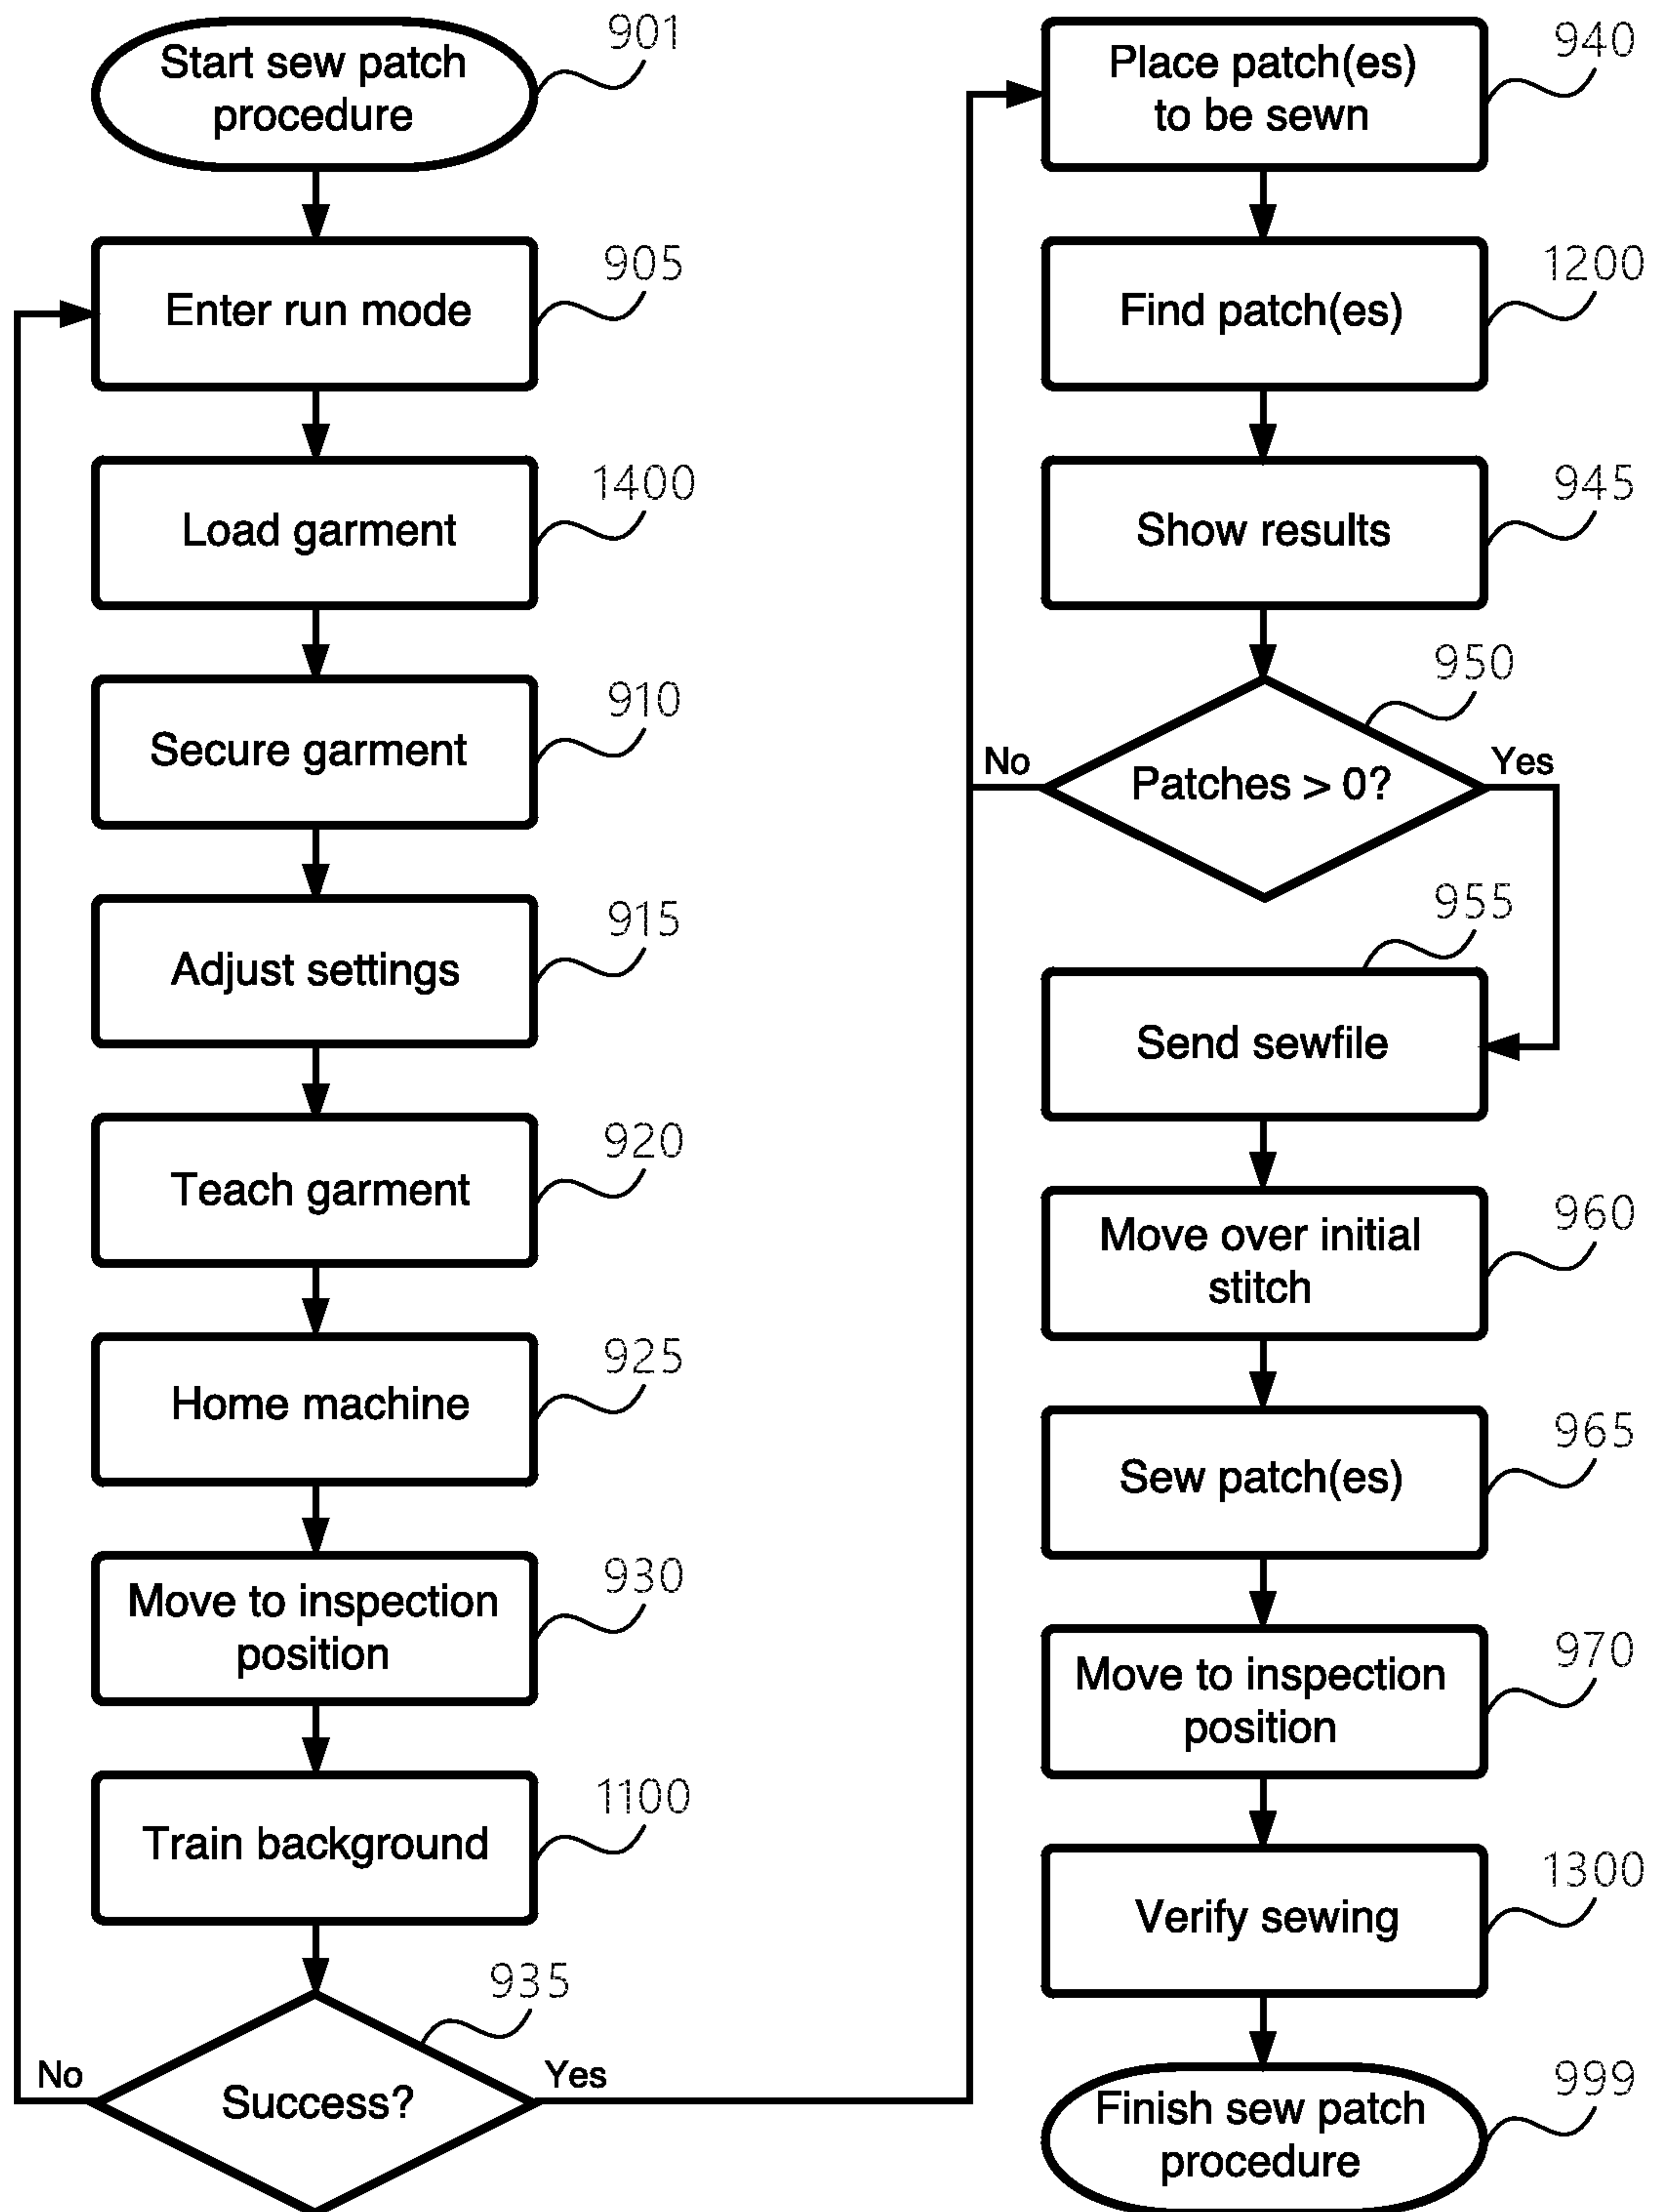 Start sew patch
procedure
901
Enter run mode
905
Load garment
1400
Secure garment
910
Adjust settings
915
Teach garment
920
Home machine
925
Move to inspection
position
930
Train background
1100
Success?
935
No
Yes
Place patch(es)
to be sewn
940
Find patch(es)
1200
Show results
945
Patches > 0?
950
No
Yes
Send sewfile
955
Move over initial
stitch
960
Sew patch(es)
965
Move to inspection
position
970
Verify sewing
1300
Finish sew patch
procedure
999